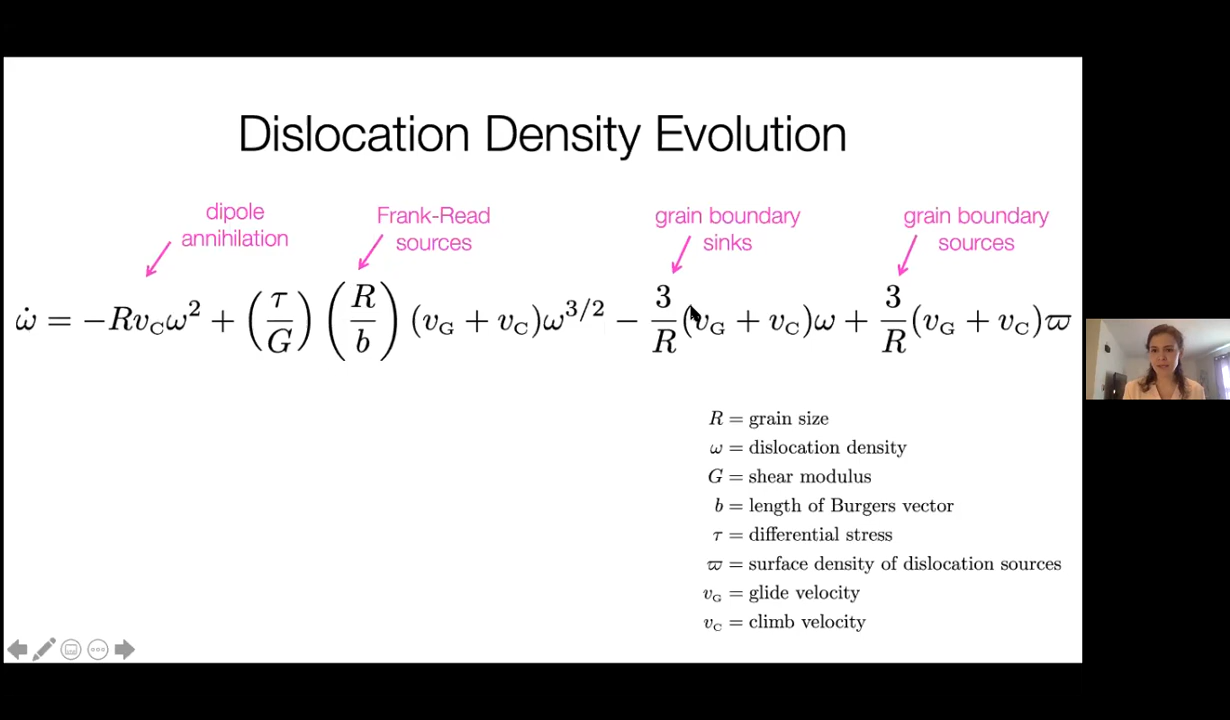 Dislocation Density Evolution
dipole
annihilation
Frank-Read
sources
grain boundary
sinks
grain boundary
sources
ω̇ = −Rv_C ω² + (τ/G) (R/b) (v_G + v_C)ω^{3/2} − 3/R (v_G + v_C)ω + 3/R (v_G + v_C)ϖ
R = grain size
ω = dislocation density
G = shear modulus
b = length of Burgers vector
τ = differential stress
ϖ = surface density of dislocation sources
v_G = glide velocity
v_C = climb velocity